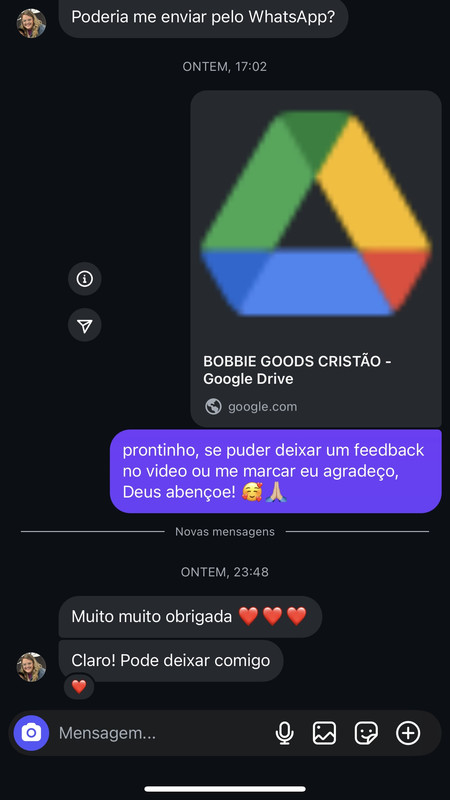 Poderia me enviar pelo WhatsApp?
ONTEM, 17:02
BOBBIE GOODS CRISTÃO -
Google Drive
google.com
prontinho, se puder deixar um feedback
no video ou me marcar eu agradeço,
Deus abençoe! 🥰🙏🏼
Novas mensagens
ONTEM, 23:48
Muito muito obrigada ❤️❤️❤️
Claro! Pode deixar comigo
❤️
Mensagem...